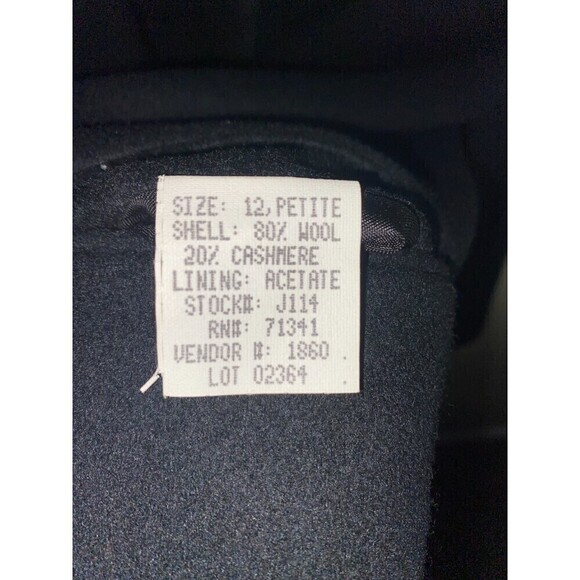 SIZE: 12,PETITE
SHELL: 80% WOOL
20% CASHMERE
LINING: ACETATE
STOCK#: J114
RN#: 71341
VENDOR #: 1860 .
LOT 02364 .